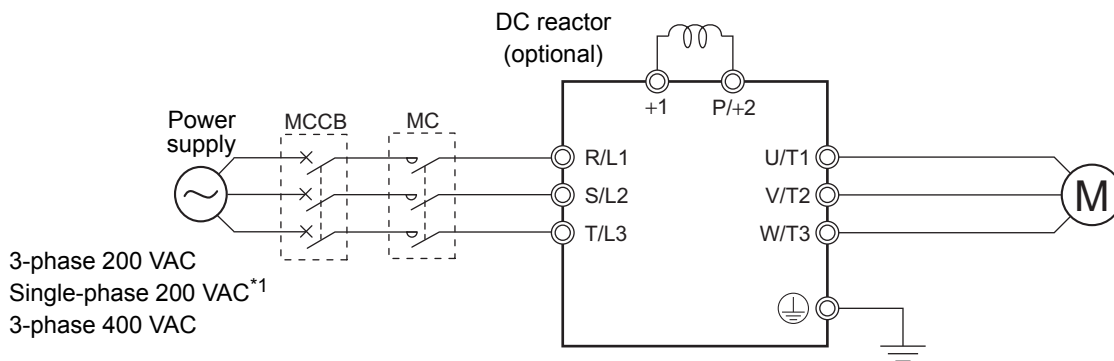 DC reactor
(optional)
+1
P/+2
Power
supply
MCCB
MC
R/L1
S/L2
T/L3
U/T1
V/T2
W/T3
M
3-phase 200 VAC
Single-phase 200 VAC*1
3-phase 400 VAC